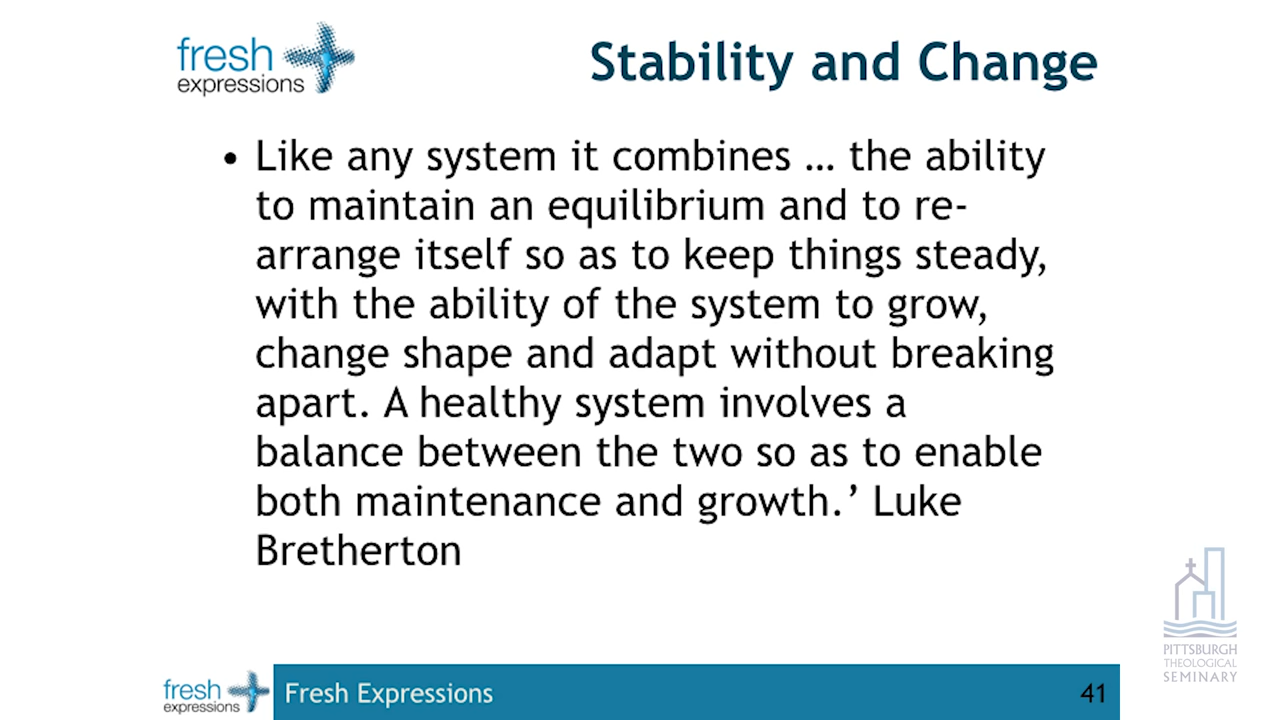 fresh
expressions
Stability and Change
• Like any system it combines … the ability
to maintain an equilibrium and to re-
arrange itself so as to keep things steady,
with the ability of the system to grow,
change shape and adapt without breaking
apart. A healthy system involves a
balance between the two so as to enable
both maintenance and growth.’ Luke
Bretherton
PITTSBURGH
THEOLOGICAL
SEMINARY
fresh
expressions
Fresh Expressions
41